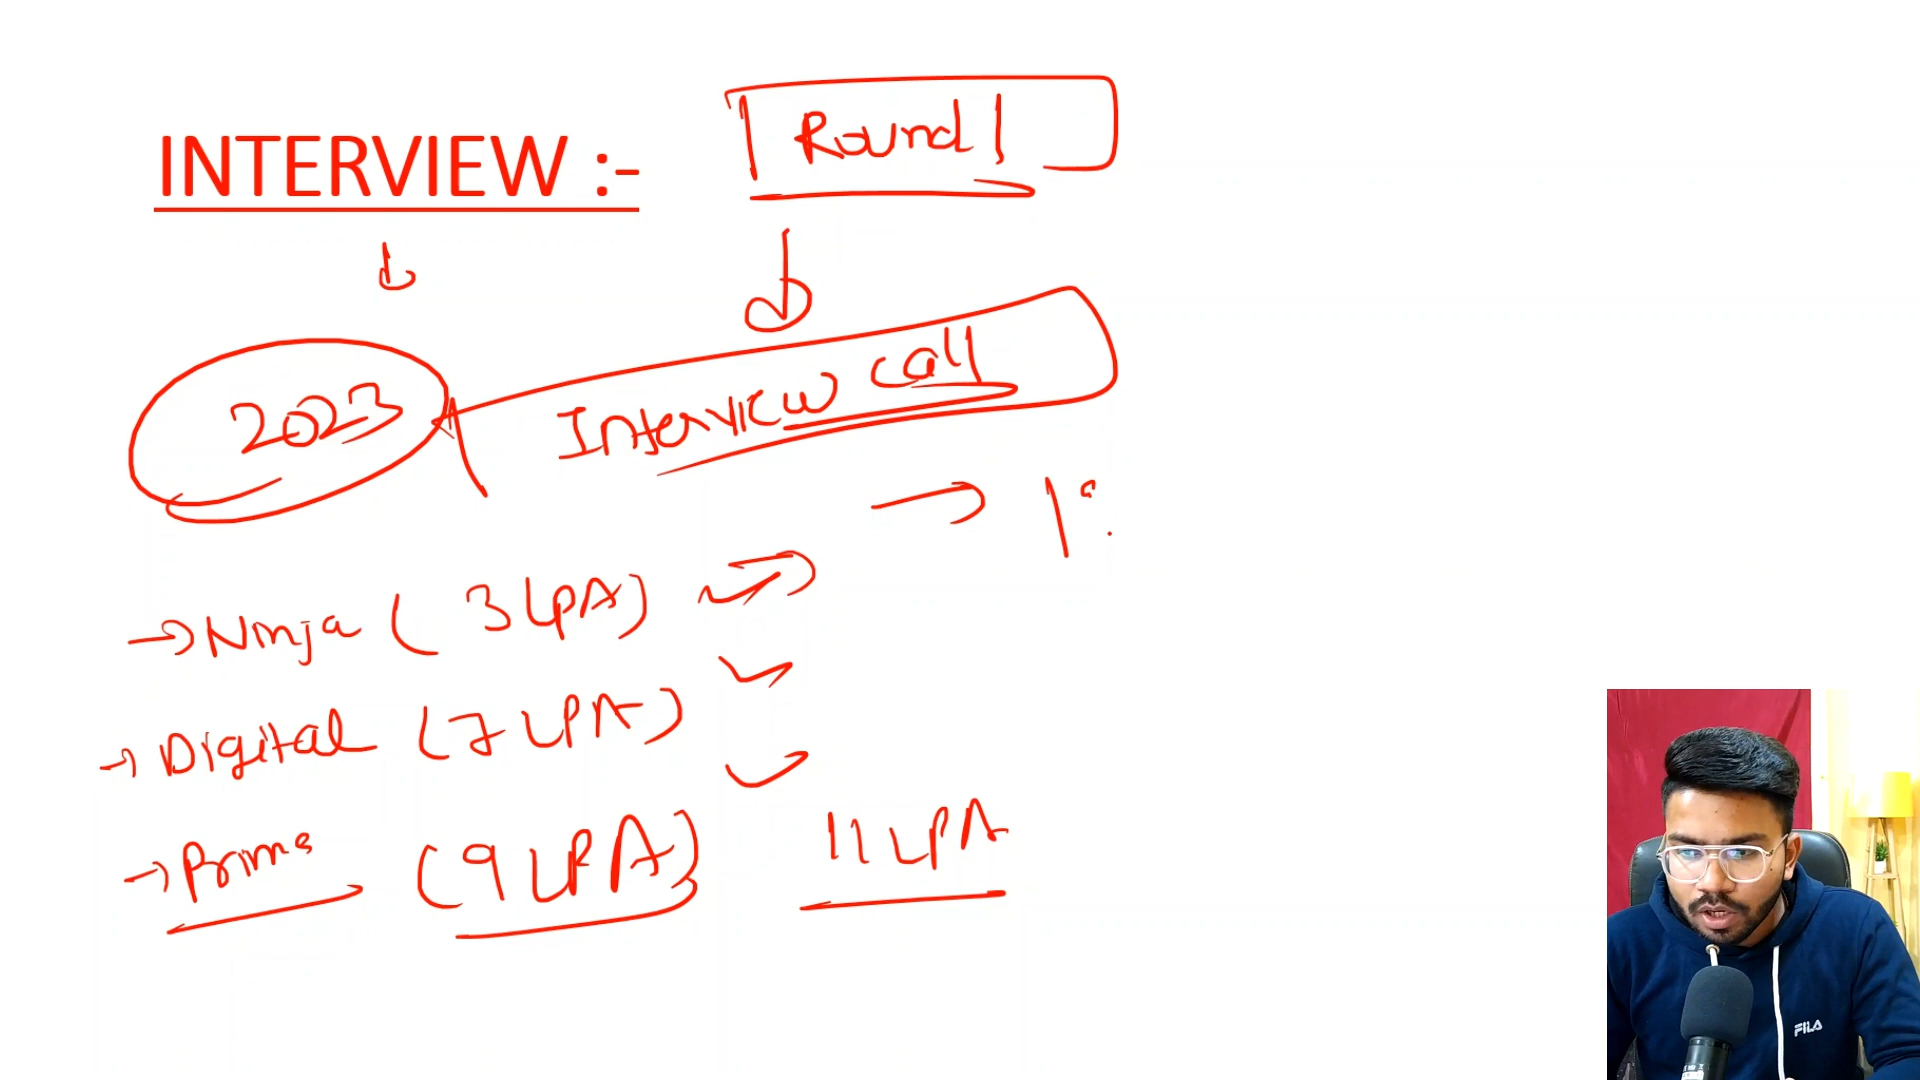 INTERVIEW :-
Round 1
2023
Interview call
→ Ninja ( 3 LPA)
→ Digital (7 LPA)
→ Prime (9 LPA) 11 LPA
FILA